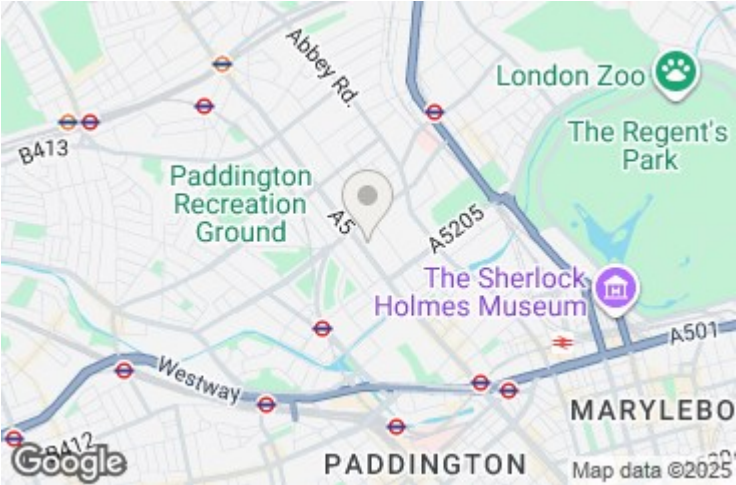 Abbey Rd.
London Zoo
The Regent's
Park
B413
Paddington
Recreation
Ground
A5
A5205
The Sherlock
Holmes Museum
A501
Westway
MARYLEBO
B412
PADDINGTON
Google
Map data ©2025